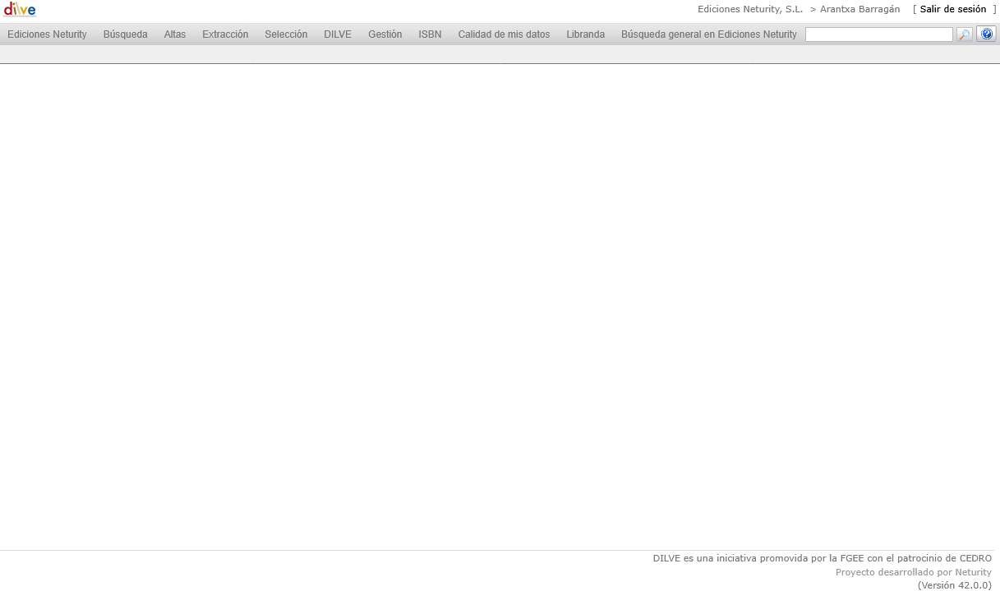 dilve
Ediciones Neturity, S.L. > Arantxa Barragán [ Salir de sesión ]
Ediciones Neturity Búsqueda Altas Extracción Selección DILVE Gestión ISBN Calidad de mis datos Libranda Búsqueda general en Ediciones Neturity
DILVE es una iniciativa promovida por la FGEE con el patrocinio de CEDRO
Proyecto desarrollado por Neturity
(Versión 42.0.0)